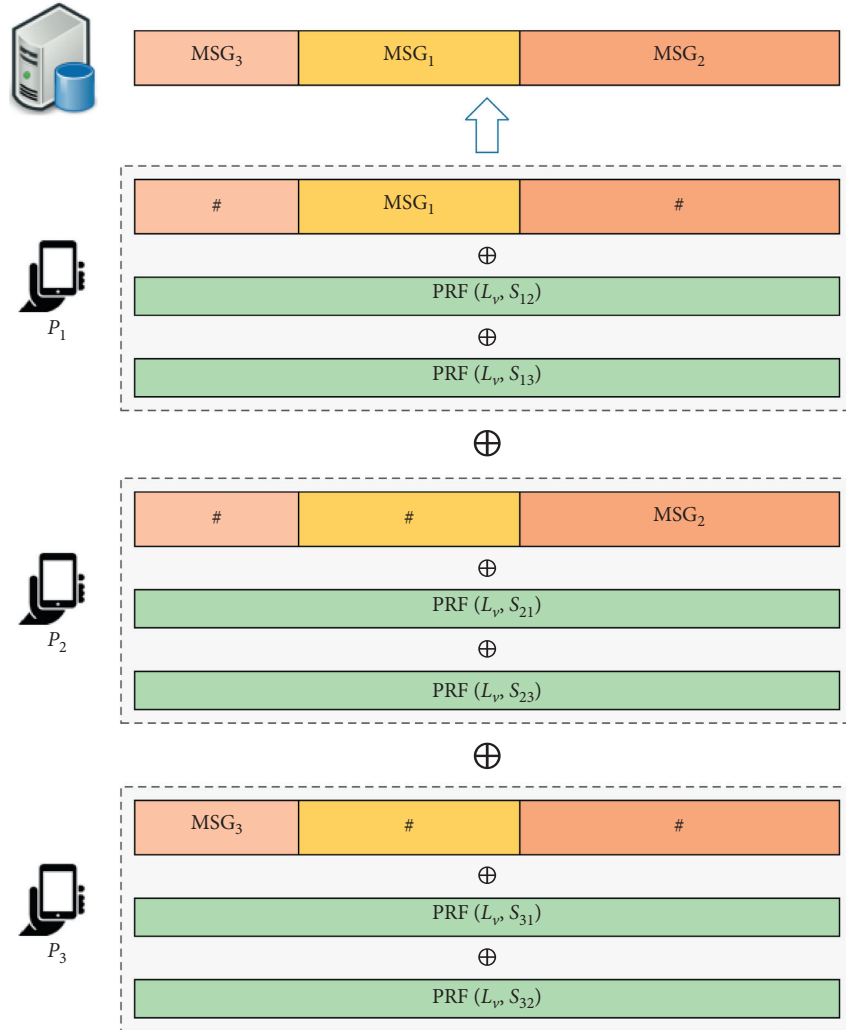 MSG₃ MSG₁ MSG₂
# MSG₁ #
⊕
PRF (Lᵥ, S₁₂)
P₁
⊕
PRF (Lᵥ, S₁₃)
⊕
# # MSG₂
⊕
PRF (Lᵥ, S₂₁)
P₂
⊕
PRF (Lᵥ, S₂₃)
⊕
MSG₃ # #
⊕
PRF (Lᵥ, S₃₁)
P₃
⊕
PRF (Lᵥ, S₃₂)